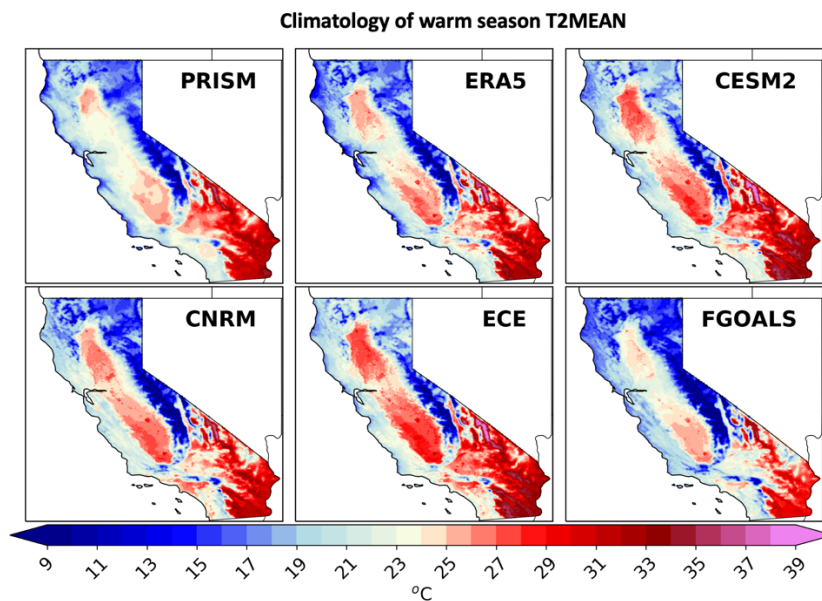 Climatology of warm season T2MEAN
PRISM ERA5 CESM2
CNRM ECE FGOALS
9 11 13 15 17 19 21 23 25 27 29 31 33 35 37 39
°C